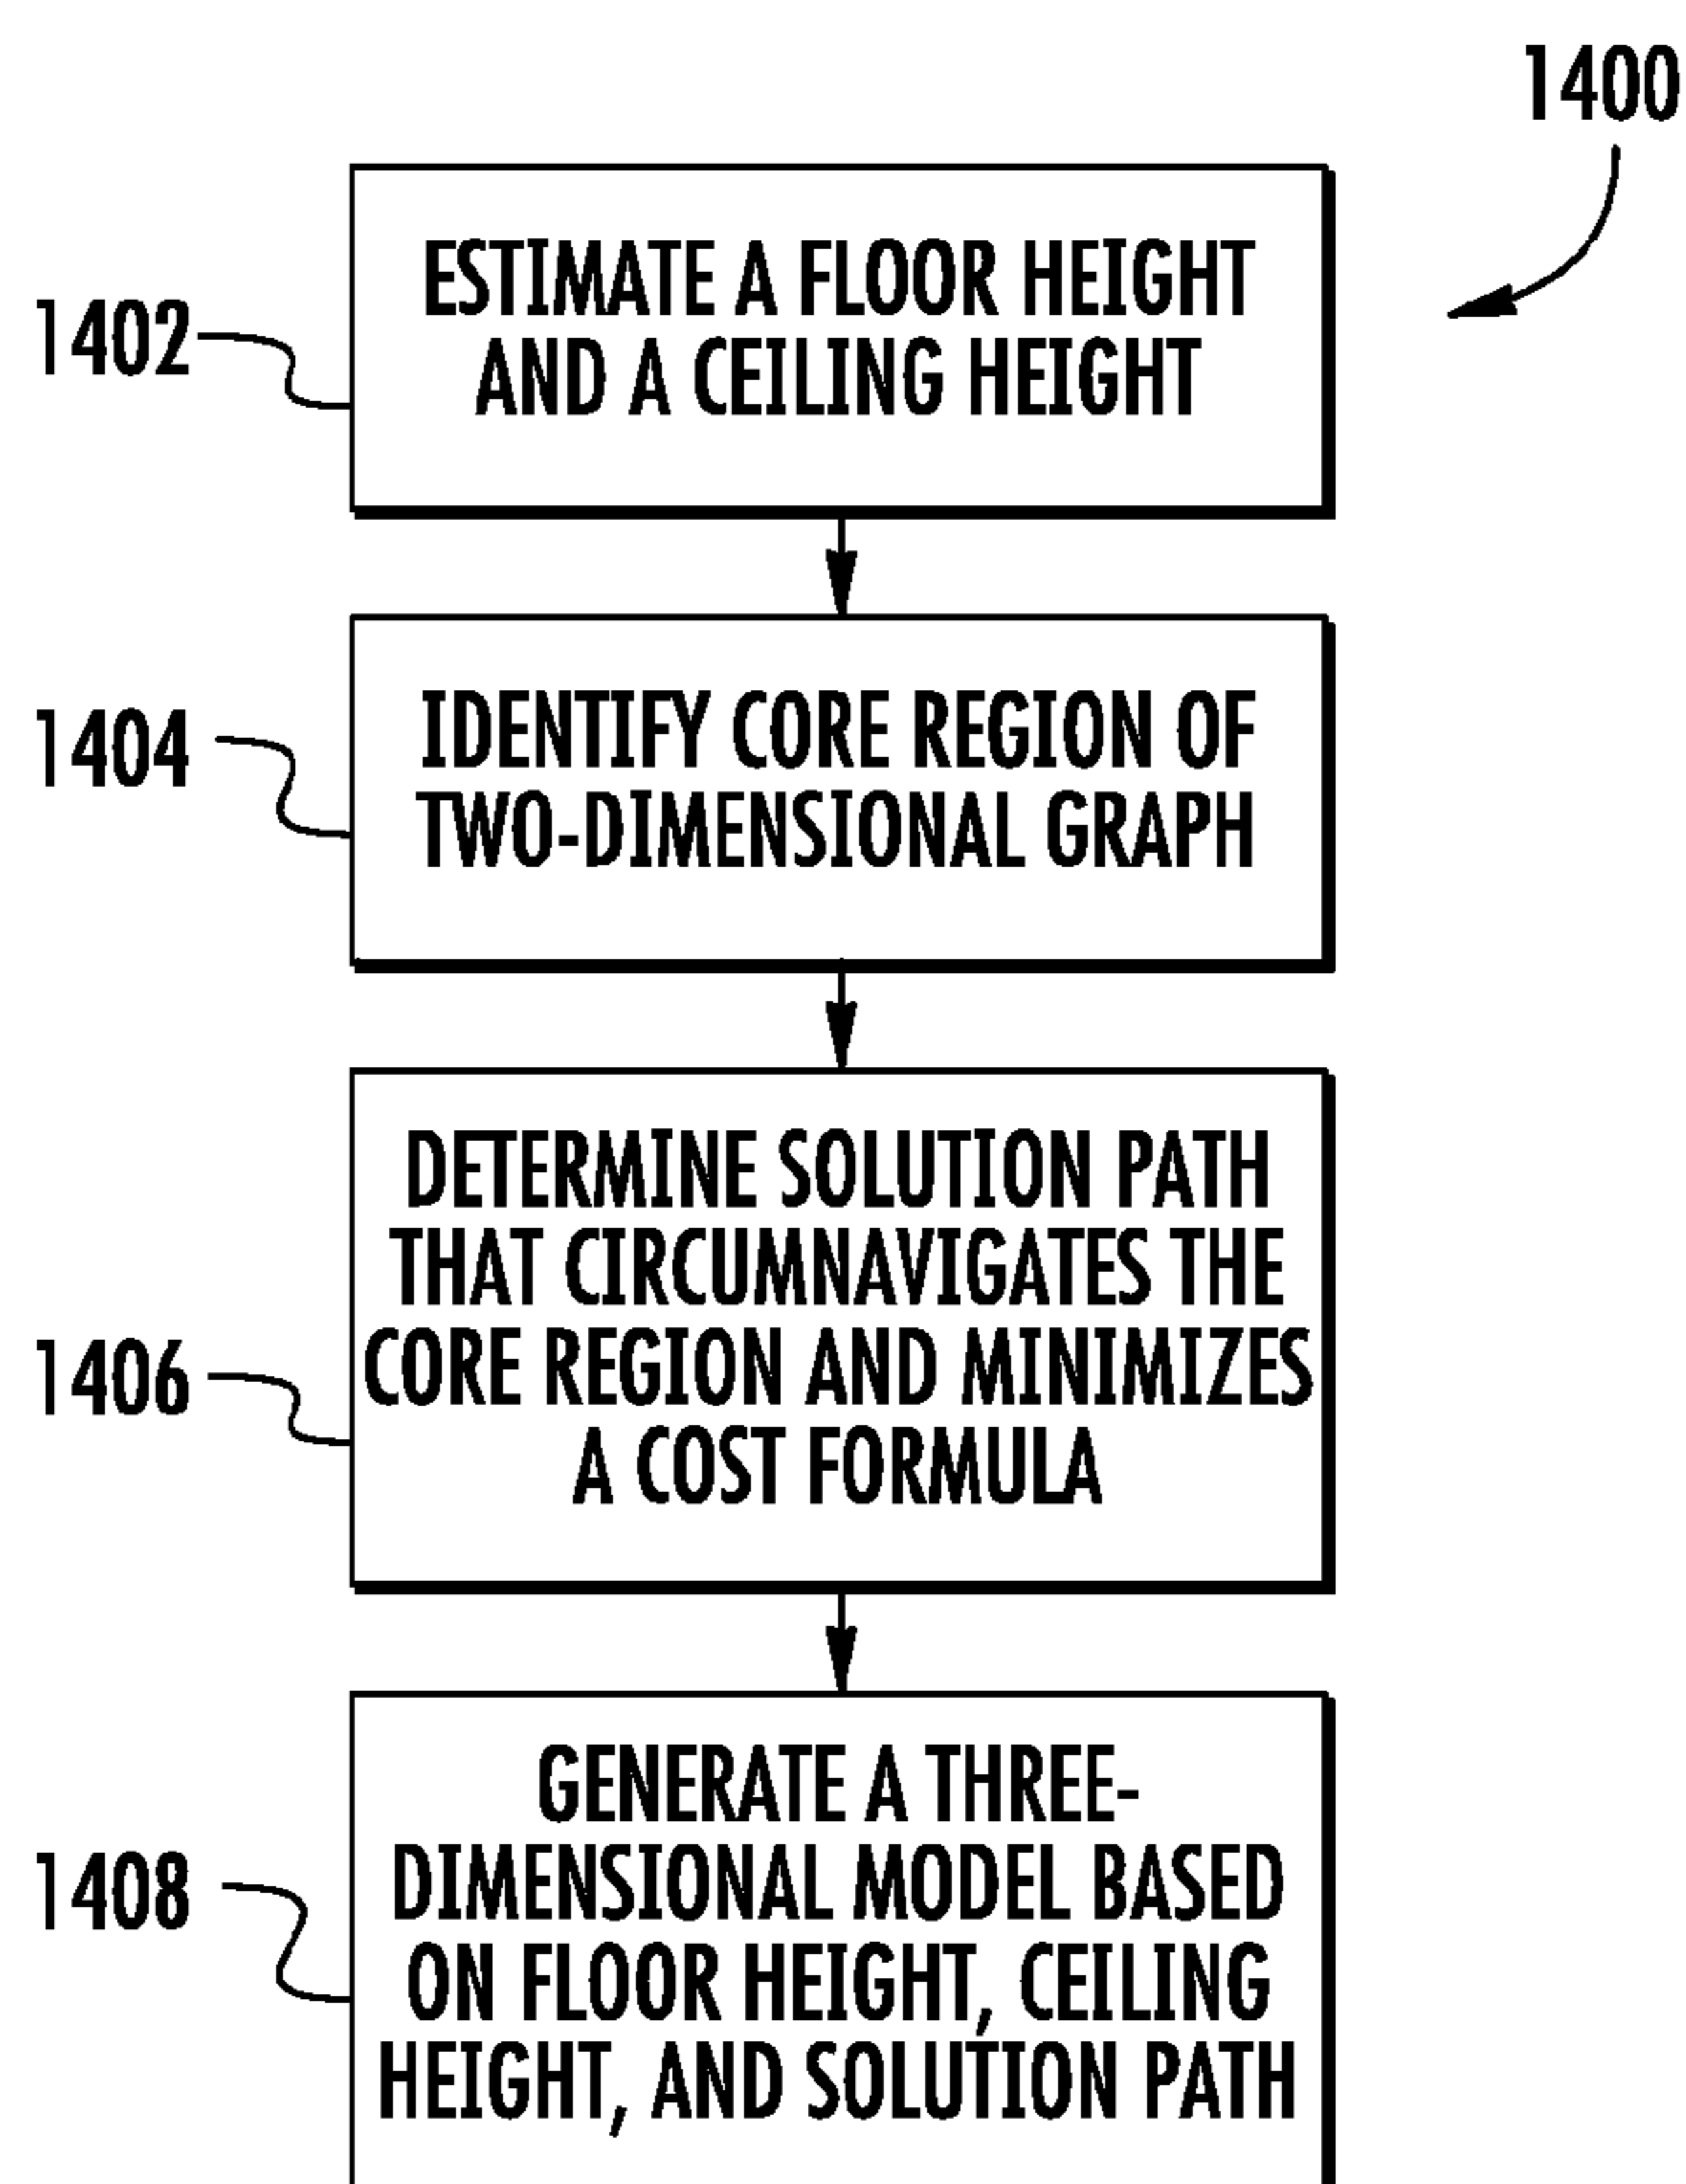 1400
1402
ESTIMATE A FLOOR HEIGHT
AND A CEILING HEIGHT
1404
IDENTIFY CORE REGION OF
TWO-DIMENSIONAL GRAPH
1406
DETERMINE SOLUTION PATH
THAT CIRCUMNAVIGATES THE
CORE REGION AND MINIMIZES
A COST FORMULA
1408
GENERATE A THREE-
DIMENSIONAL MODEL BASED
ON FLOOR HEIGHT, CEILING
HEIGHT, AND SOLUTION PATH